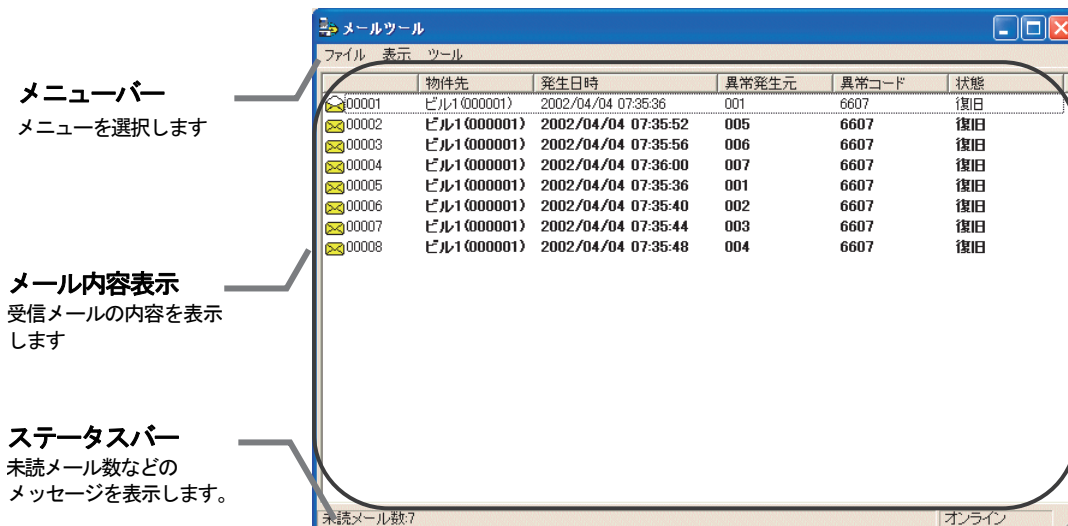 メールツール
ファイル 表示 ツール
物件先 発生日時 異常発生元 異常コード 状態
00001 ビル1(000001) 2002/04/04 07:35:36 001 6607 復旧
00002 ビル1(000001) 2002/04/04 07:35:52 005 6607 復旧
00003 ビル1(000001) 2002/04/04 07:35:56 006 6607 復旧
00004 ビル1(000001) 2002/04/04 07:36:00 007 6607 復旧
00005 ビル1(000001) 2002/04/04 07:35:36 001 6607 復旧
00006 ビル1(000001) 2002/04/04 07:35:40 002 6607 復旧
00007 ビル1(000001) 2002/04/04 07:35:44 003 6607 復旧
00008 ビル1(000001) 2002/04/04 07:35:48 004 6607 復旧
未読メール数:7 オンライン
メニューバー
メニューを選択します
メール内容表示
受信メールの内容を表示
します
ステータスバー
未読メール数などの
メッセージを表示します。